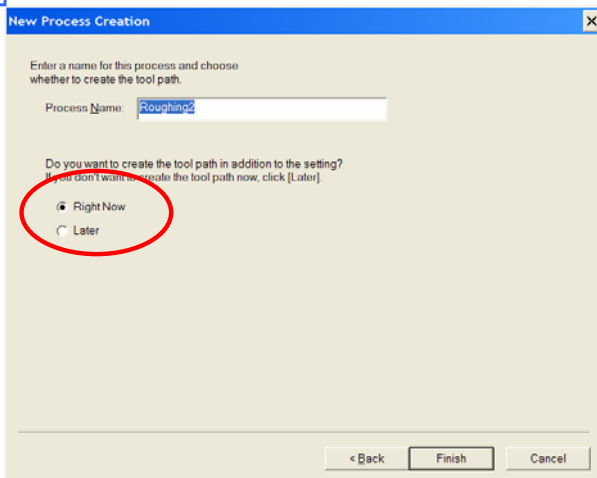 New Process Creation
Enter a name for this process and choose
whether to create the tool path.
Process Name: Roughing2
Do you want to create the tool path in addition to the setting?
If you don't want to create the tool path now, click [Later].
Right Now
Later
< Back Finish Cancel